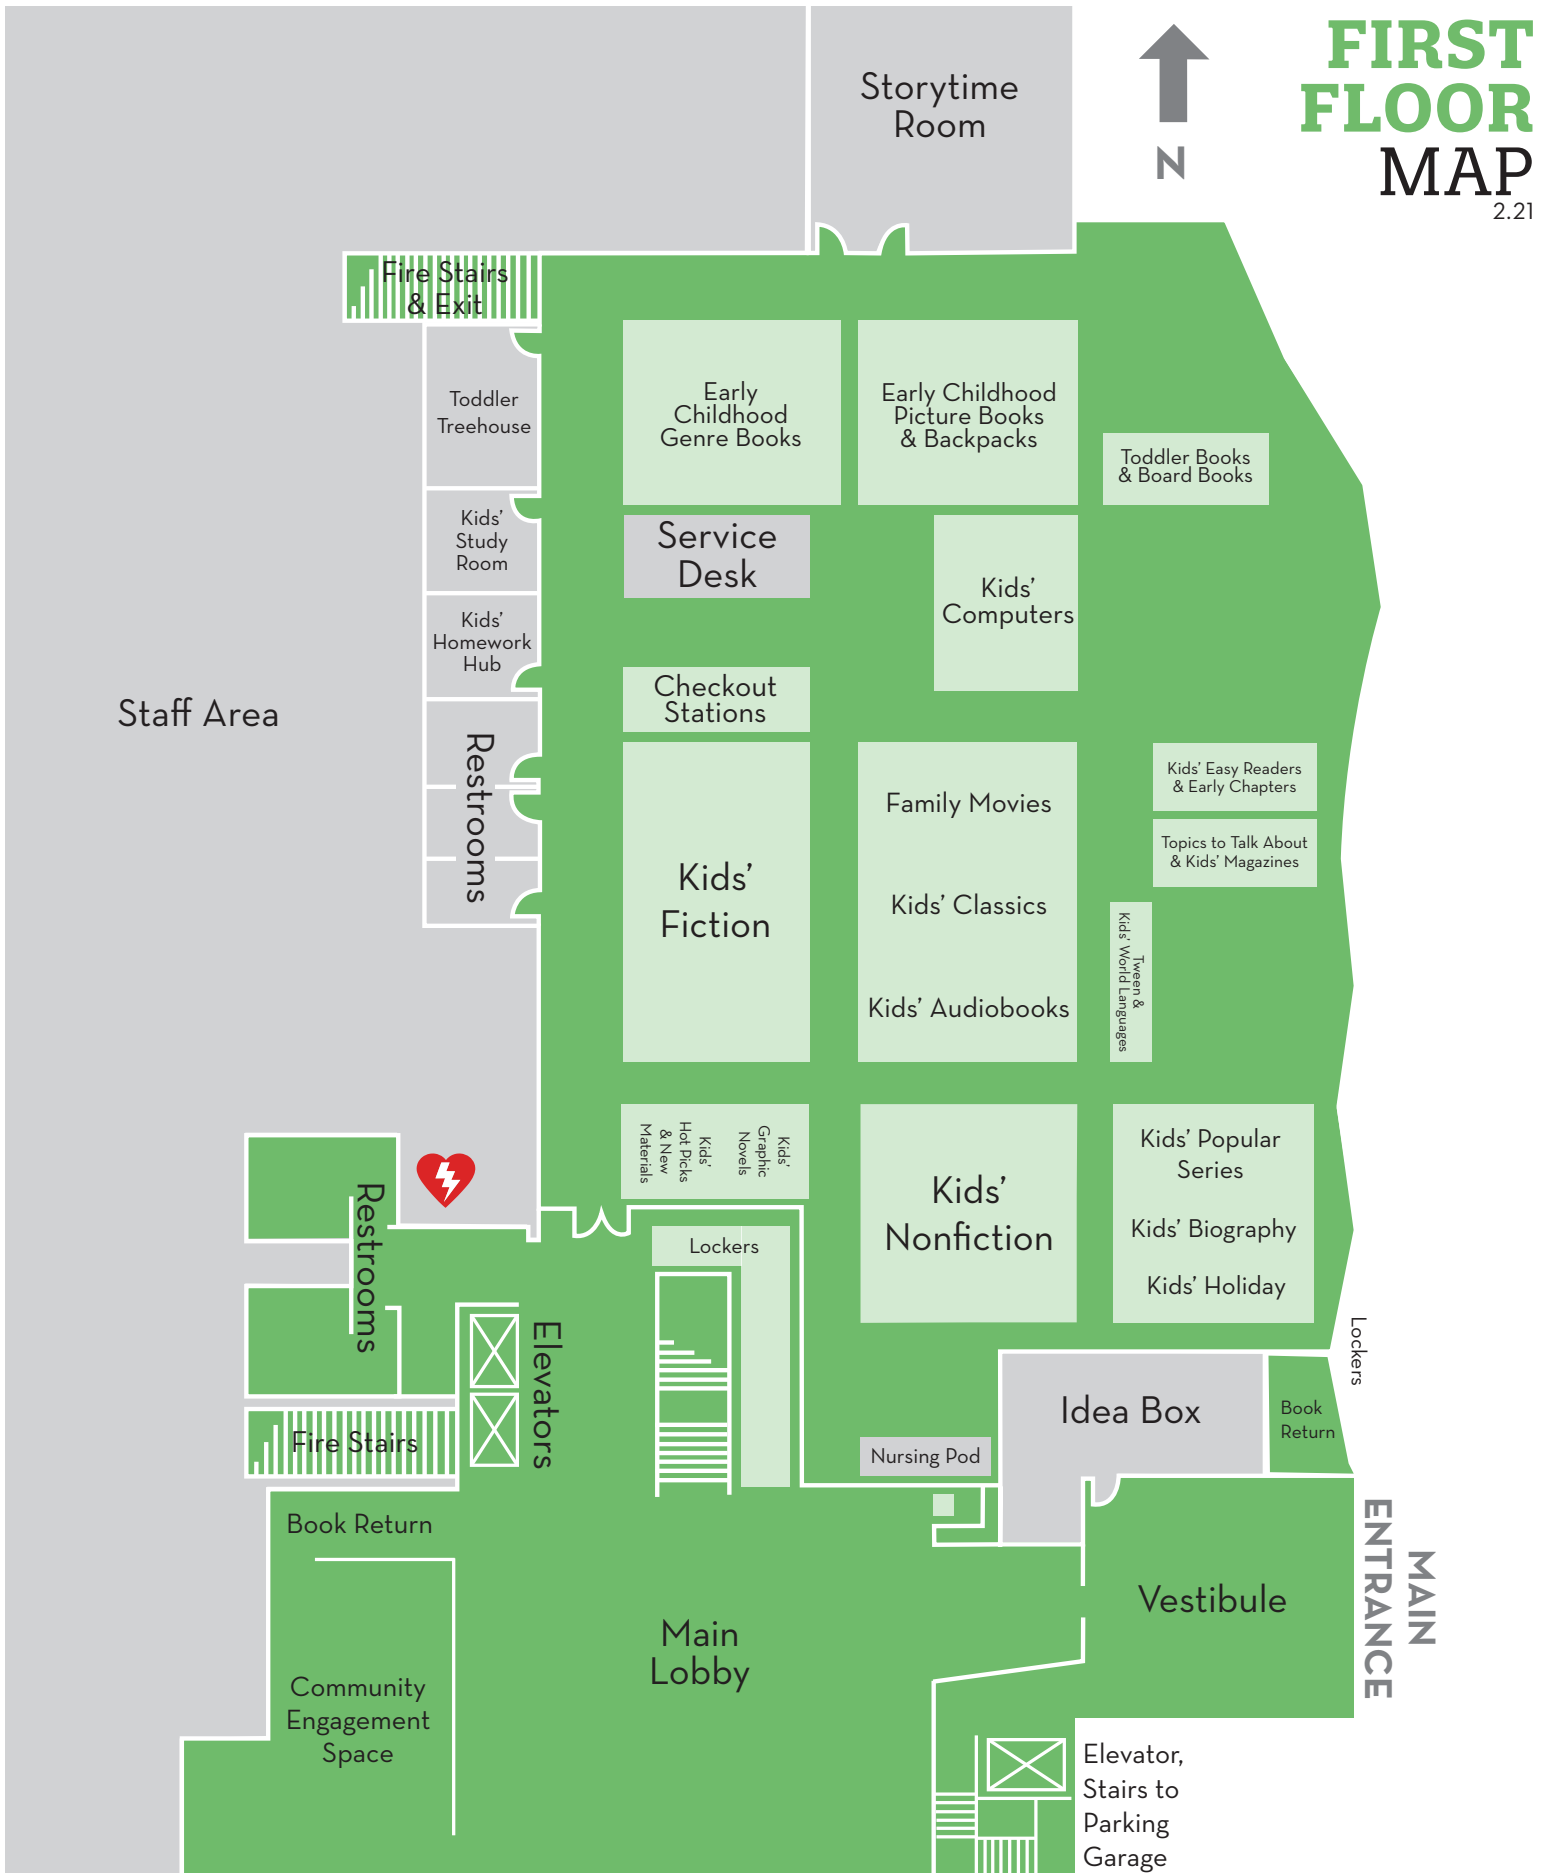 FIRST
FLOOR
MAP
2.21
N
Storytime
Room
Fire Stairs
& Exit
Toddler
Treehouse
Early
Childhood
Genre Books
Early Childhood
Picture Books
& Backpacks
Toddler Books
& Board Books
Kids'
Study
Room
Service
Desk
Kids'
Computers
Kids'
Homework
Hub
Staff Area
Checkout
Stations
Restrooms
Kids'
Fiction
Family Movies
Kids' Classics
Kids' Audiobooks
Kids' Easy Readers
& Early Chapters
Topics to Talk About
& Kids' Magazines
Tween &
Kids' World Languages
Kids'
Hot Picks
& New
Materials
Kids'
Graphic
Novels
Kids'
Nonfiction
Kids' Popular
Series
Kids' Biography
Kids' Holiday
Restrooms
Lockers
Elevators
Lockers
Fire Stairs
Idea Box
Book
Return
Nursing Pod
Book Return
MAIN
ENTRANCE
Vestibule
Main
Lobby
Community
Engagement
Space
Elevator,
Stairs to
Parking
Garage